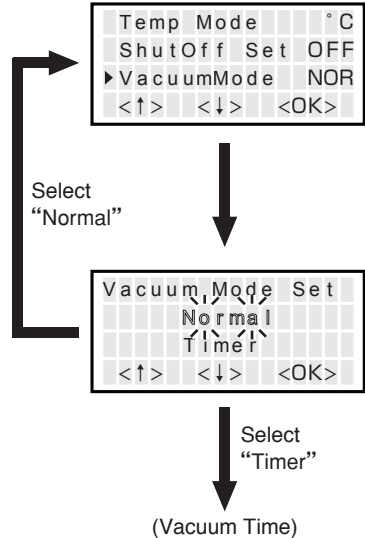 Temp Mode °C
ShutOff Set OFF
▶VacuumMode NOR
<↑> <↓> <OK>
Select
“Normal”
Vacuum Mode Set
Normal
Timer
<↑> <↓> <OK>
Select
“Timer”
(Vacuum Time)